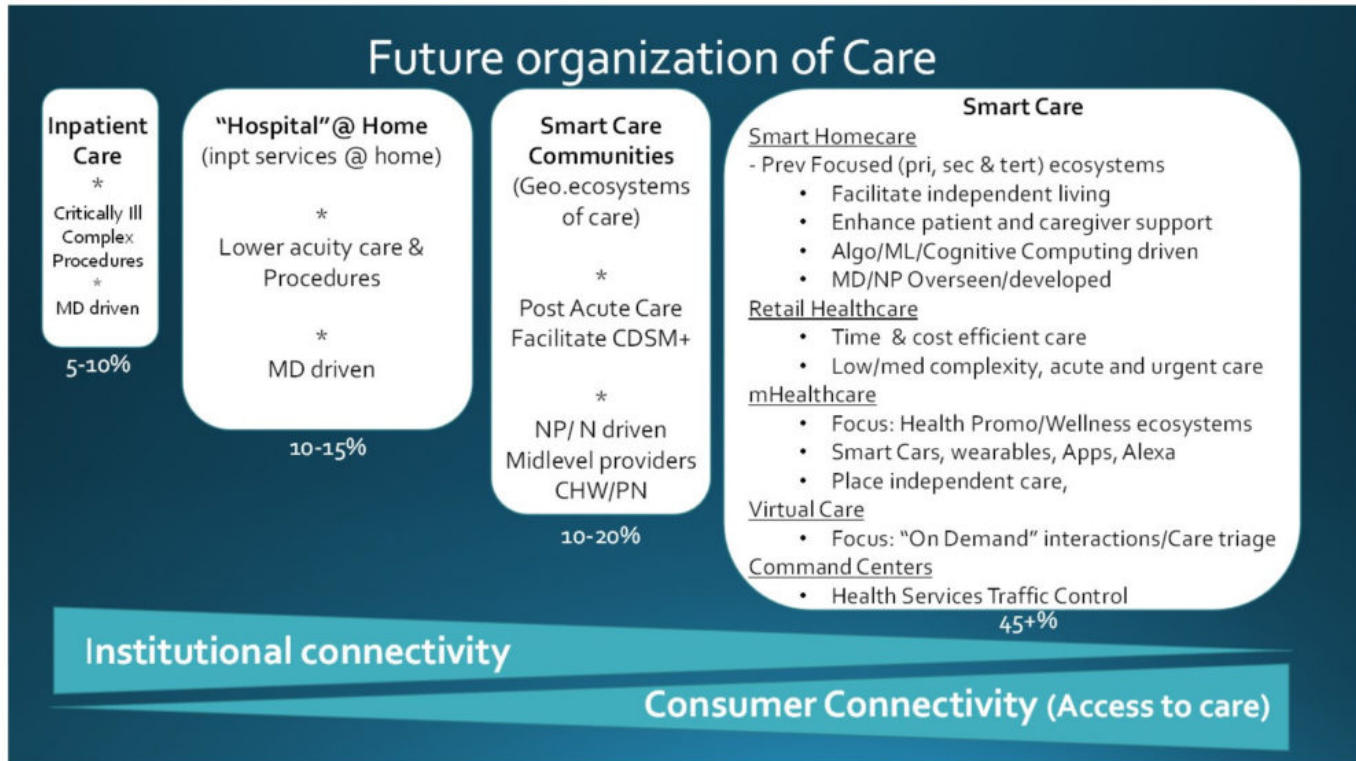 Future organization of Care
Inpatient
Care
*
Critically Ill
Complex
Procedures
*
MD driven
5-10%
“Hospital”@ Home
(inpt services @ home)
*
Lower acuity care &
Procedures
*
MD driven
10-15%
Smart Care
Communities
(Geo.ecosystems
of care)
*
Post Acute Care
Facilitate CDSM+
*
NP/ N driven
Midlevel providers
CHW/PN
10-20%
Smart Care
Smart Homecare
- Prev Focused (pri, sec & tert) ecosystems
• Facilitate independent living
• Enhance patient and caregiver support
• Algo/ML/Cognitive Computing driven
• MD/NP Overseen/developed
Retail Healthcare
• Time & cost efficient care
• Low/med complexity, acute and urgent care
mHealthcare
• Focus: Health Promo/Wellness ecosystems
• Smart Cars, wearables, Apps, Alexa
• Place independent care,
Virtual Care
• Focus: “On Demand” interactions/Care triage
Command Centers
• Health Services Traffic Control
45+%
Institutional connectivity
Consumer Connectivity (Access to care)